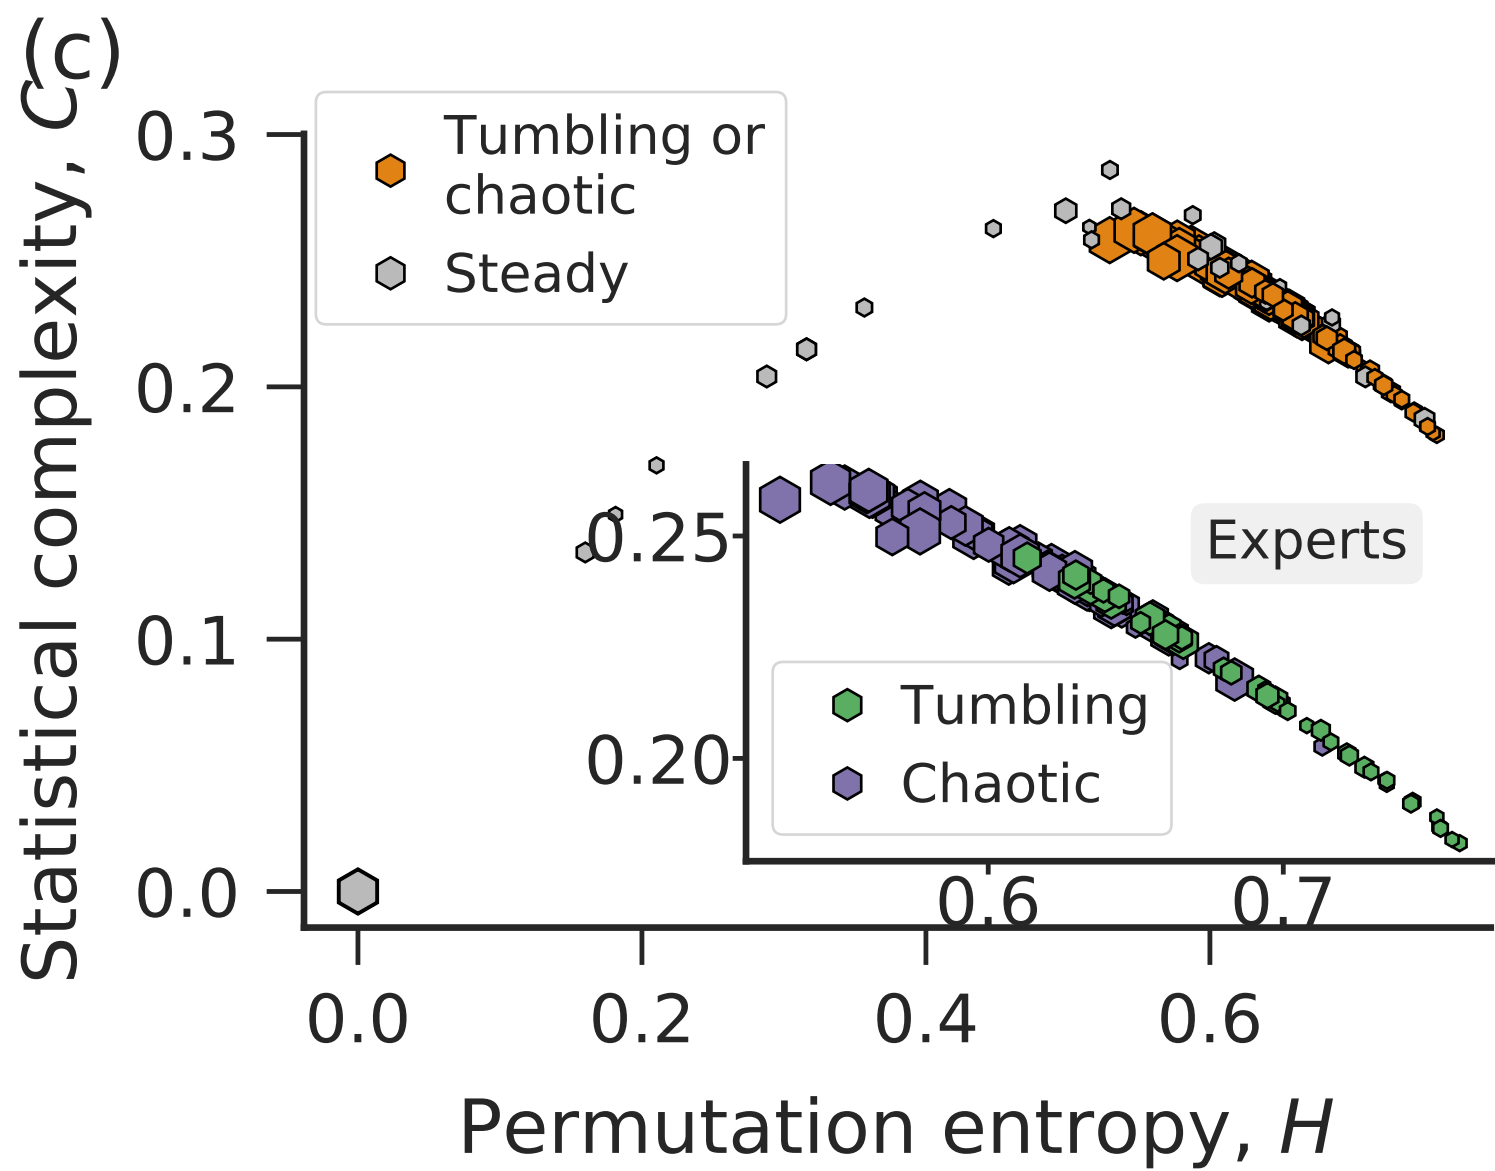 (c)
Statistical complexity, C
0.3
0.2
0.1
0.0
Tumbling or
chaotic
Steady
0.25
0.20
Experts
Tumbling
Chaotic
0.6
0.7
0.0
0.2
0.4
0.6
Permutation entropy, H